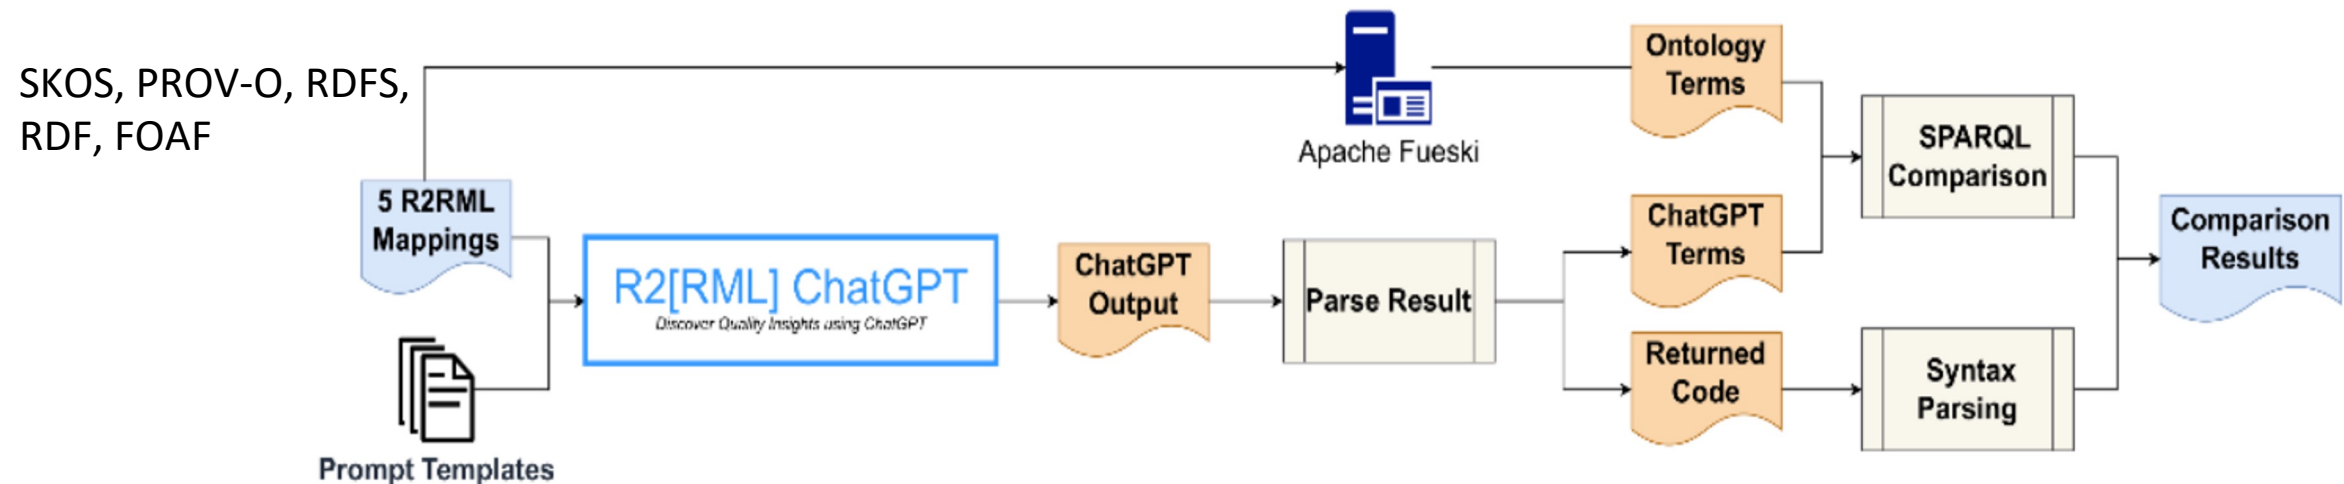 SKOS, PROV-O, RDFS,
RDF, FOAF
5 R2RML
Mappings
Prompt Templates
R2[RML] ChatGPT
Discover Quality Insights using ChatGPT
Apache Fueski
ChatGPT
Output
Parse Result
Ontology
Terms
ChatGPT
Terms
Returned
Code
SPARQL
Comparison
Syntax
Parsing
Comparison
Results